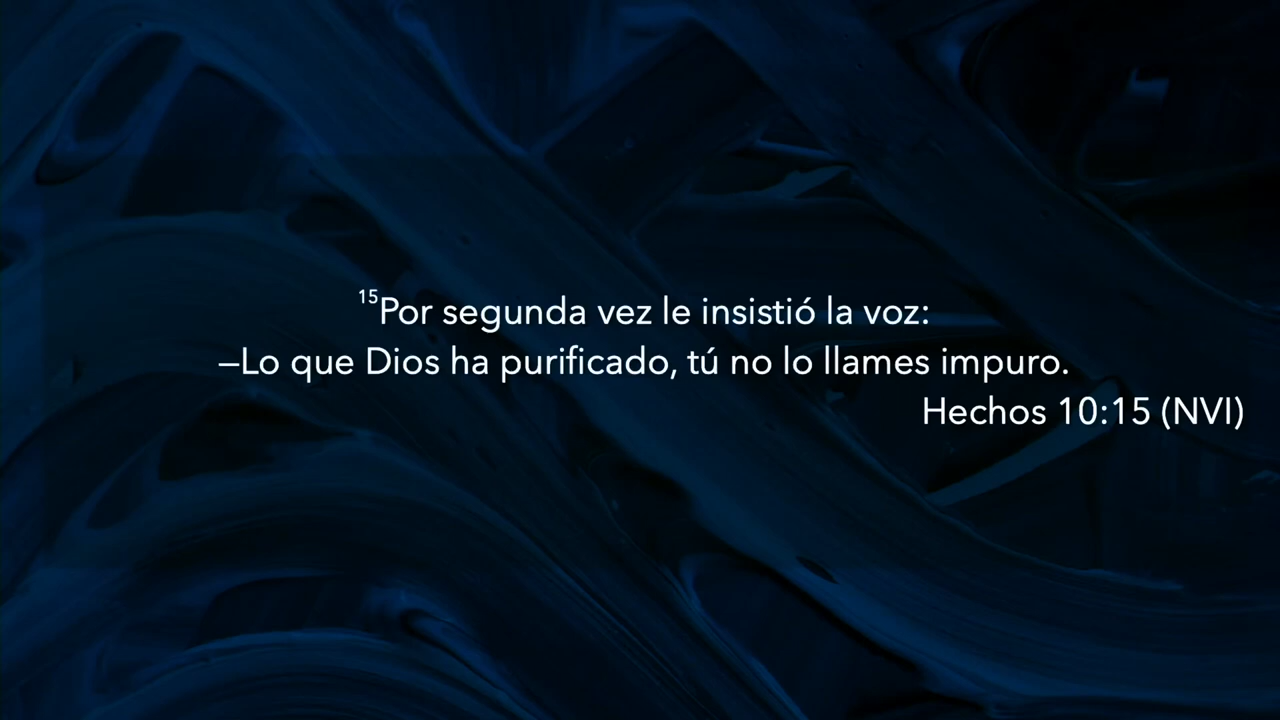 15Por segunda vez le insistió la voz:
—Lo que Dios ha purificado, tú no lo llames impuro.
Hechos 10:15 (NVI)